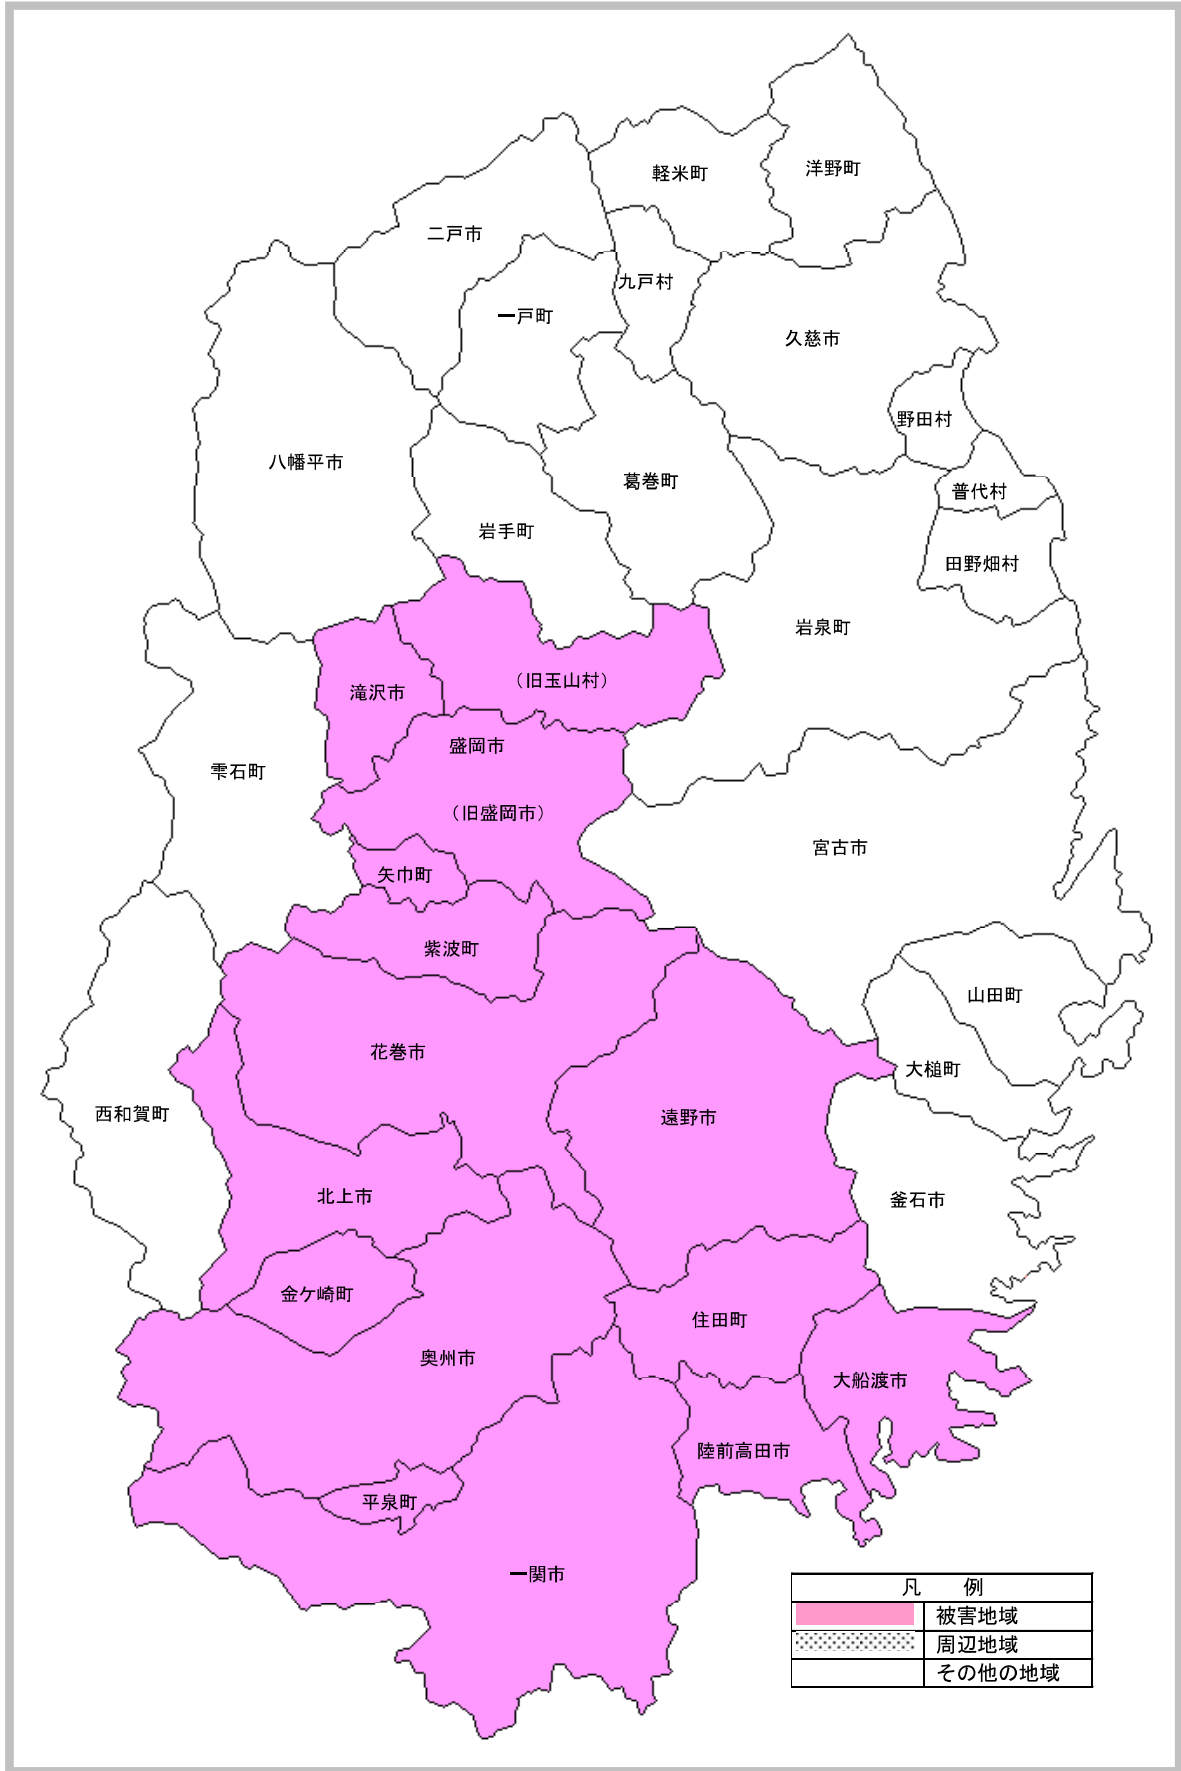 洋野町
軽米町
二戸市
九戸村
一戸町
久慈市
野田村
八幡平市
葛巻町
普代村
岩手町
田野畑村
岩泉町
(旧玉山村)
滝沢市
盛岡市
雫石町
(旧盛岡市)
宮古市
矢巾町
紫波町
山田町
花巻市
大槌町
西和賀町
遠野市
北上市
釜石市
金ケ崎町
住田町
奥州市
大船渡市
陸前高田市
平泉町
一関市
凡　例
被害地域
周辺地域
その他の地域